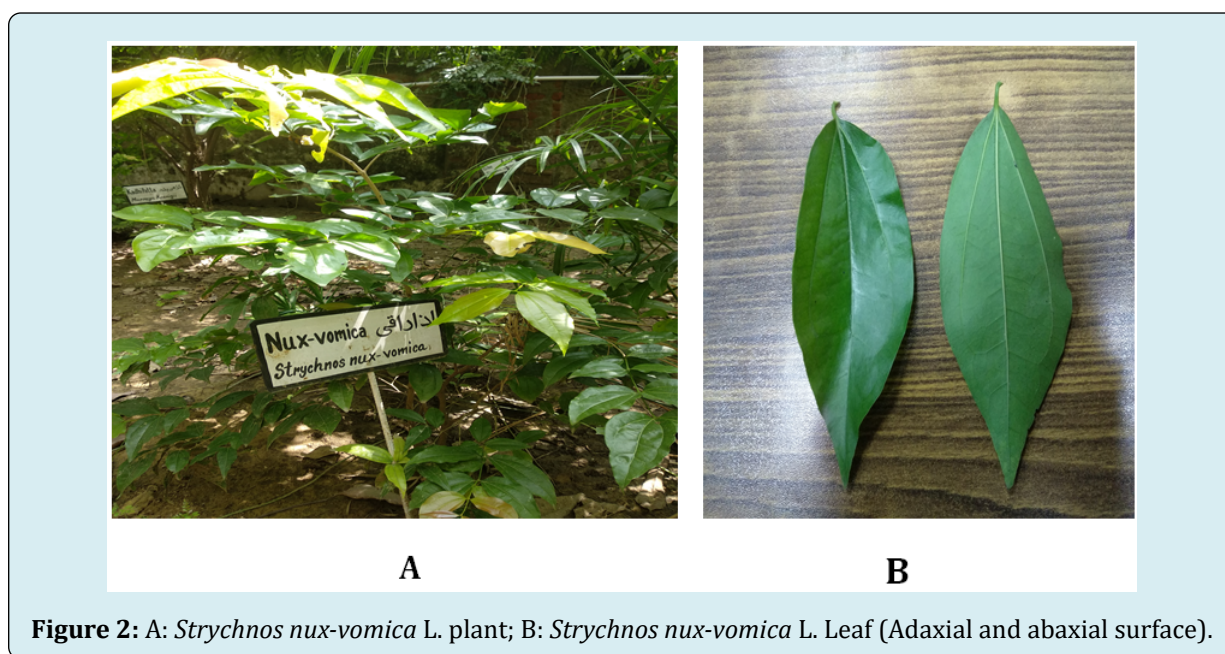 Nux-vomica اذاراقی
Strychnos nux-vomica.
A
B
Figure 2: A: Strychnos nux-vomica L. plant; B: Strychnos nux-vomica L. Leaf (Adaxial and abaxial surface).